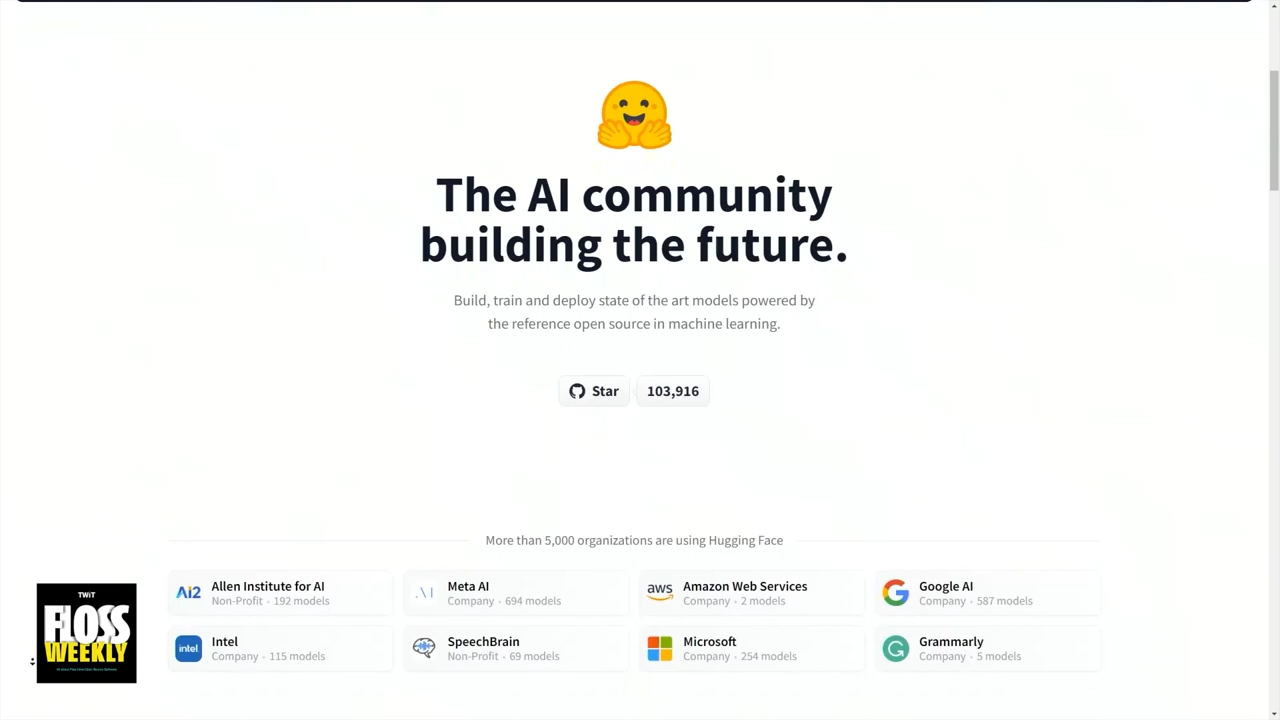 The AI community
building the future.
Build, train and deploy state of the art models powered by
the reference open source in machine learning.
Star 103,916
More than 5,000 organizations are using Hugging Face
Ai2 Allen Institute for AI
Non-Profit • 192 models
Meta AI
Company • 694 models
aws Amazon Web Services
Company • 2 models
Google AI
Company • 587 models
intel Intel
Company • 115 models
SpeechBrain
Non-Profit • 69 models
Microsoft
Company • 254 models
Grammarly
Company • 5 models
TWiT
FLOSS
WEEKLY